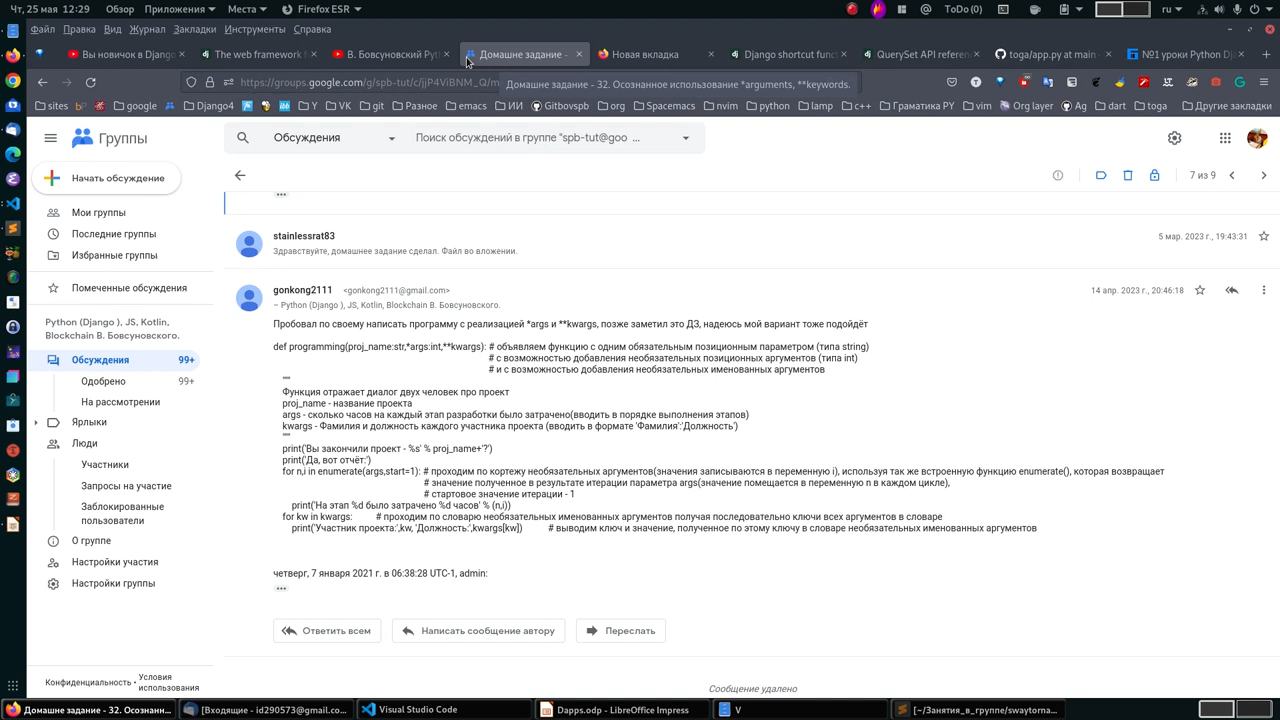 Чт, 25 мая 12:29
Обзор
Приложения
Места
Firefox ESR
ToDo (0)
ru
Файл Правка Вид Журнал Закладки Инструменты Справка
Вы новичок в Django
The web framework f
В. Бовсуновский Pyt
Домашне задание -
Новая вкладка
Django shortcut func
QuerySet API referen
toga/app.py at main ·
№1 уроки Python Dj
https://groups.google.com/g/spb-tut/c/jiP4ViBNM_Q/m
Домашне задание - 32. Осознанное использование *arguments, **keywords.
сайты
БИ
google
Django4
Y
VK
git
Разное
emacs
ИИ
Gitbovspb
org
Spacemacs
nvim
python
lamp.
с++
Граматика РУ
vim
Org layer
Ag
dart
toga
Другие закладки
Группы
Обсуждения
Поиск обсуждений в группе "spb-tut@goo ...
Начать обсуждение
7 из 9
Мои группы
Последние группы
Избранные группы
Помеченные обсуждения
Python (Django ), JS, Kotlin,
Blockchain В. Бовсуновского.
Обсуждения 99+
Одобрено 99+
На рассмотрении
Ярлыки
Люди
Участники
Запросы на участие
Заблокированные
пользователи
О группе
Настройки участия
Настройки группы
Конфиденциальность • Условия
использования
stainlessrat83
5 мар. 2023 г., 19:43:31
Здравствуйте, домашнее задание сделал. Файл во вложении.
gonkong2111 <gonkong2111@gmail.com>
14 апр. 2023 г., 20:46:18
– Python (Django ), JS, Kotlin, Blockchain В. Бовсуновского.
Пробовал по своему написать программу с реализацией *args и **kwargs, позже заметил это ДЗ, надеюсь мой вариант тоже подойдёт
def programming(proj_name:str,*args:int,**kwargs): # объявляем функцию с одним обязательным позиционным параметром (типа string)
# с возможностью добавления необязательных позиционных аргументов (типа int)
# и с возможностью добавления необязательных именованных аргументов
"""
Функция отражает диалог двух человек про проект
proj_name - название проекта
args - сколько часов на каждый этап разработки было затрачено(вводить в порядке выполнения этапов)
kwargs - Фамилия и должность каждого участника проекта (вводить в формате 'Фамилия':'Должность')
"""
print('Вы закончили проект - %s' % proj_name+'?')
print('Да, вот отчёт:')
for n,i in enumerate(args,start=1): # проходим по кортежу необязательных аргументов(значения записываются в переменную i), используя так же встроенную функцию enumerate(), которая возвращает
# значение полученное в результате итерации параметра args(значение помещается в переменную n в каждом цикле),
# стартовое значение итерации - 1
print('На этап %d было затрачено %d часов' % (n,i))
for kw in kwargs: # проходим по словарю необязательных именованных аргументов получая последовательно ключи всех аргументов в словаре
print('Участник проекта:',kw, 'Должность:',kwargs[kw]) # выводим ключ и значение, полученное по этому ключу в словаре необязательных именованных аргументов
четверг, 7 января 2021 г. в 06:38:28 UTC-1, admin:
Ответить всем
Написать сообщение автору
Переслать
Сообщение удалено
Домашне задание - 32. Осознанн...
[Входящие - id290573@gmail.co...
Visual Studio Code
Dapps.odp - LibreOffice Impress
V
[~/Занятия_в_группе/swaytorna...